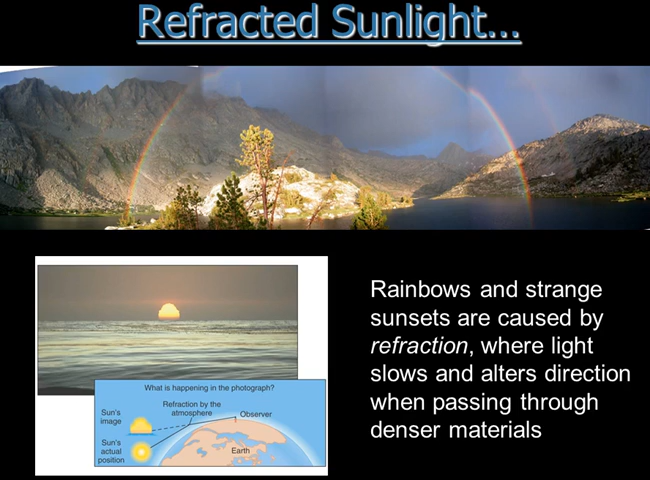 Refracted Sunlight...
Rainbows and strange
sunsets are caused by
refraction, where light
slows and alters direction
when passing through
denser materials
What is happening in the photograph?
Refraction by the
atmosphere
Observer
Sun's
image
Sun's
actual
position
Earth